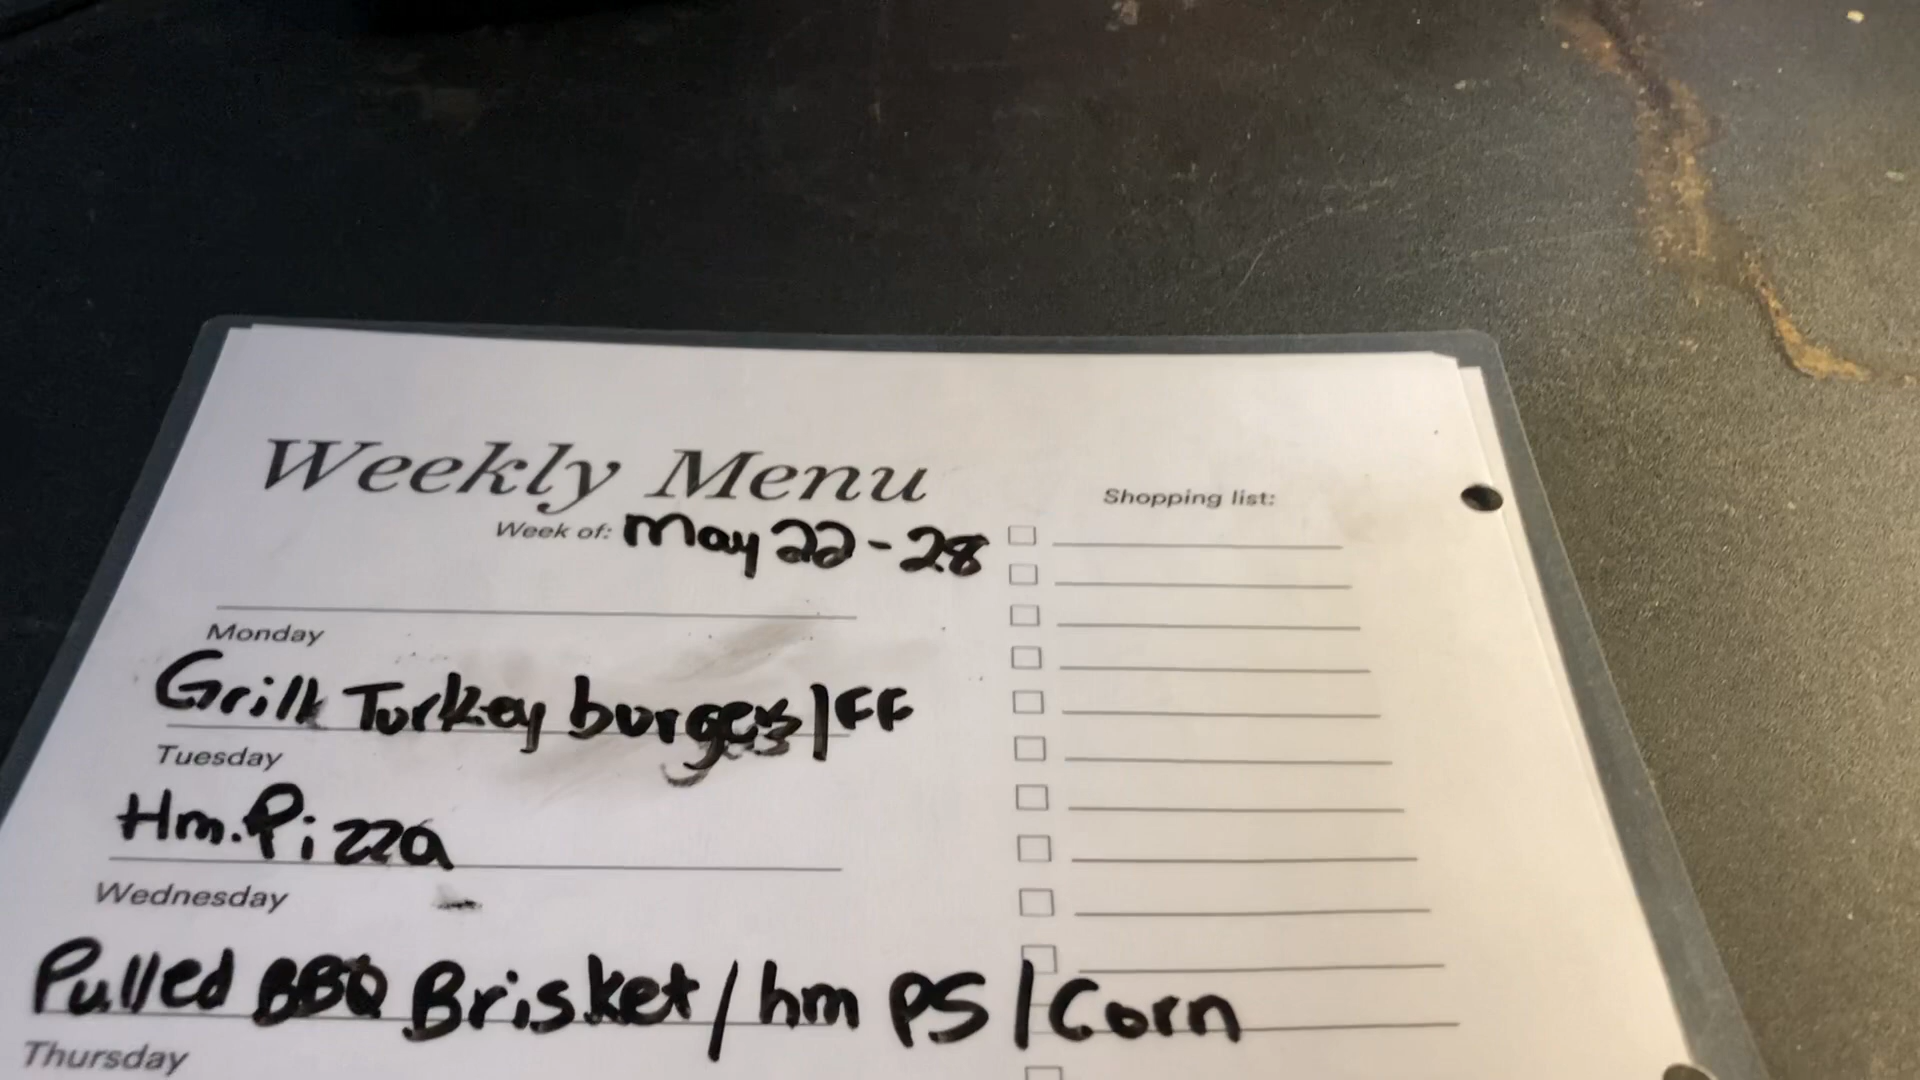 Weekly Menu
Week of: May 22-28
Shopping list:
Monday
Grill Turkey burgers/FF
Tuesday
Hm. Pizza
Wednesday
Pulled BBQ Brisket/hm PS/Corn
Thursday